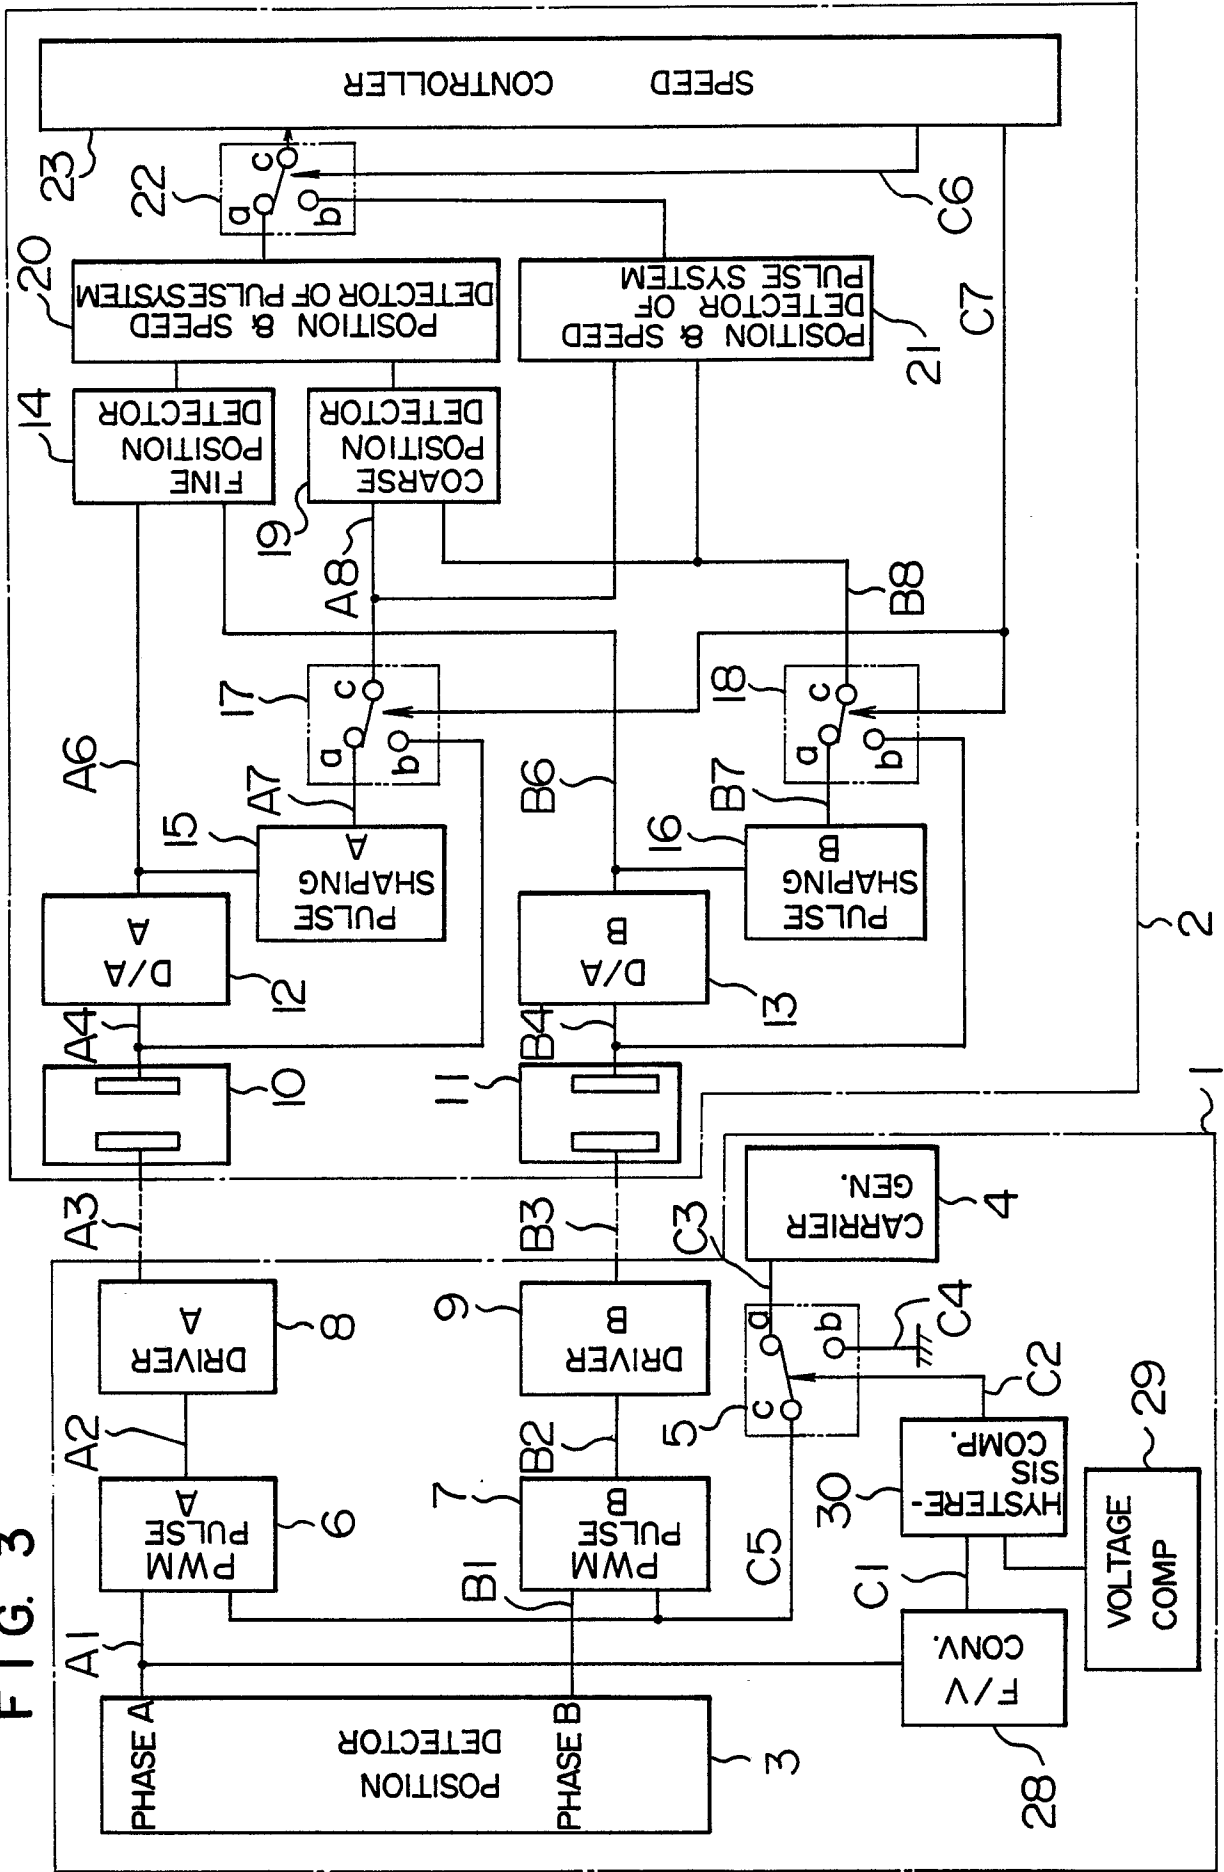 FIG. 3
23
SPEED CONTROLLER
22
a
c
b
C6
20
POSITION & SPEED
DETECTOR OF PULSESYSTEM
POSITION & SPEED
DETECTOR OF
PULSE SYSTEM
21
C7
14
FINE
POSITION
DETECTOR
19
COARSE
POSITION
DETECTOR
A8
B8
17
a
c
b
18
a
c
b
A6
A7
15
PULSE
SHAPING
A
B6
B7
16
PULSE
SHAPING
B
A4
D/A
A
12
B4
D/A
B
13
2
10
11
1
A3
B3
C3
CARRIER
GEN.
4
DRIVER
A
8
9
DRIVER
B
5
a
b
c
C4
C2
A2
B2
PWM
PULSE
A
6
7
PWM
PULSE
B
C5
30
HYSTERE-
SIS
COMP.
29
VOLTAGE
COMP
A1
B1
C1
F/V
CONV.
28
PHASE A
PHASE B
POSITION
DETECTOR
3